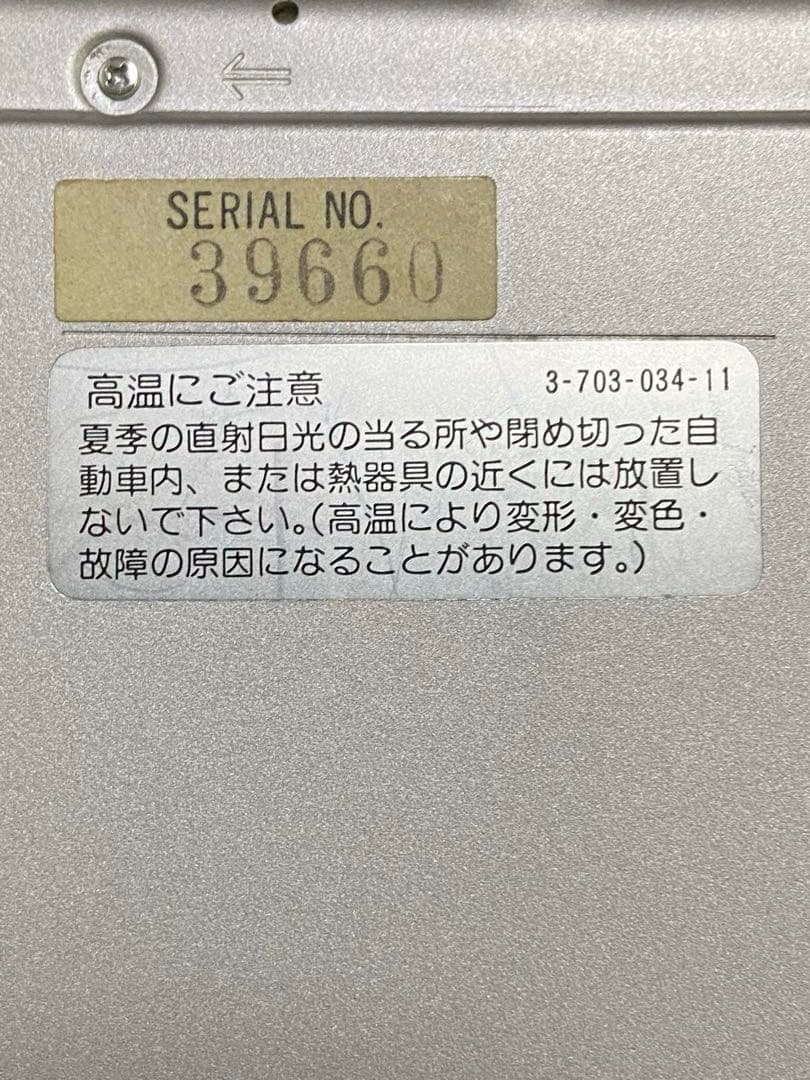 SERIAL NO.
39660
高温にご注意 3-703-034-11
夏季の直射日光の当る所や閉め切った自
動車内、または熱器具の近くには放置し
ないで下さい。(高温により変形・変色・
故障の原因になることがあります。)